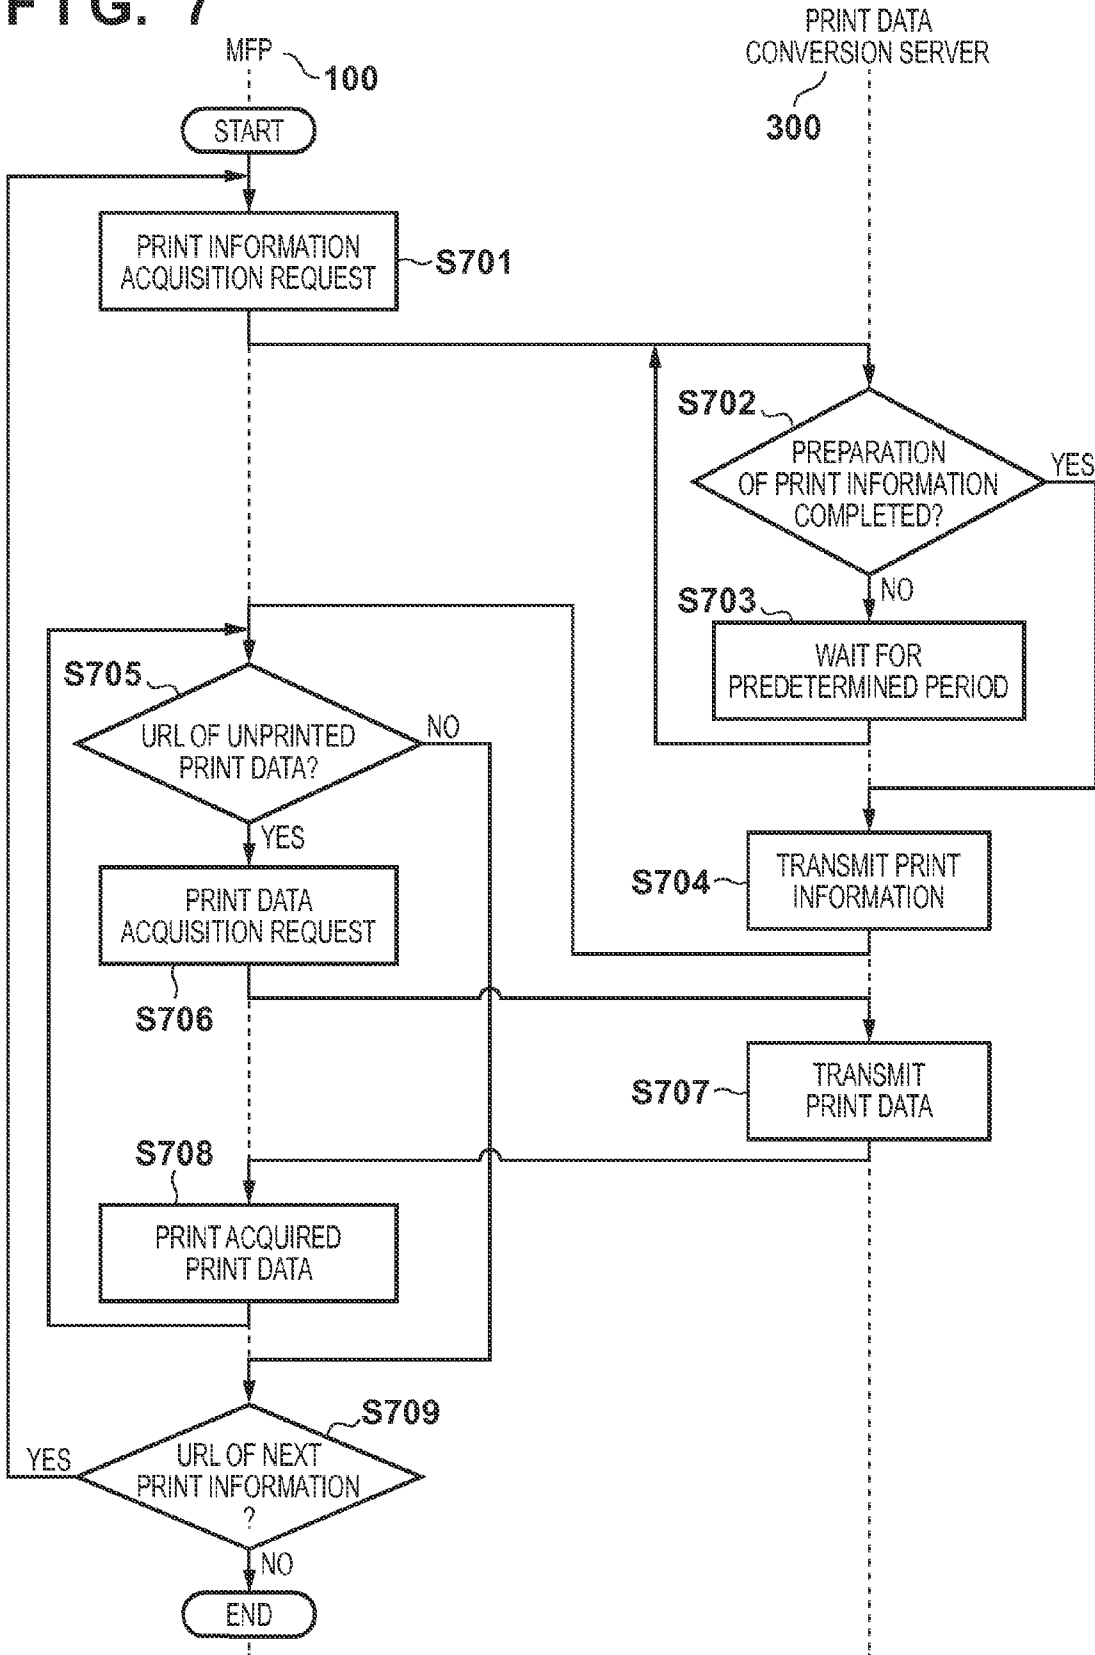 FIG. 7
MFP
100
PRINT DATA
CONVERSION SERVER
300
START
PRINT INFORMATION
ACQUISITION REQUEST
S701
S702
PREPARATION
OF PRINT INFORMATION
COMPLETED?
YES
NO
S703
WAIT FOR
PREDETERMINED PERIOD
S705
URL OF UNPRINTED
PRINT DATA?
NO
YES
S704
TRANSMIT PRINT
INFORMATION
PRINT DATA
ACQUISITION REQUEST
S706
S707
TRANSMIT
PRINT DATA
S708
PRINT ACQUIRED
PRINT DATA
S709
URL OF NEXT
PRINT INFORMATION
?
YES
NO
END